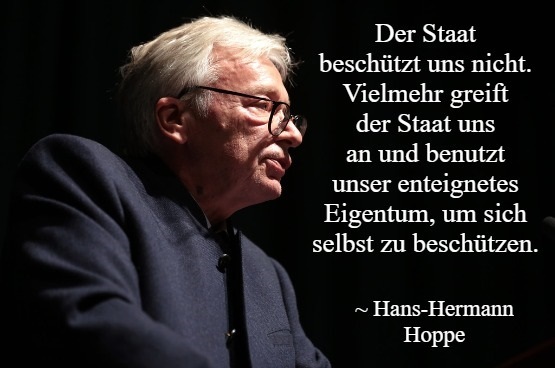 Der Staat
beschützt uns nicht.
Vielmehr greift
der Staat uns
an und benutzt
unser enteignetes
Eigentum, um sich
selbst zu beschützen.
~ Hans-Hermann
Hoppe